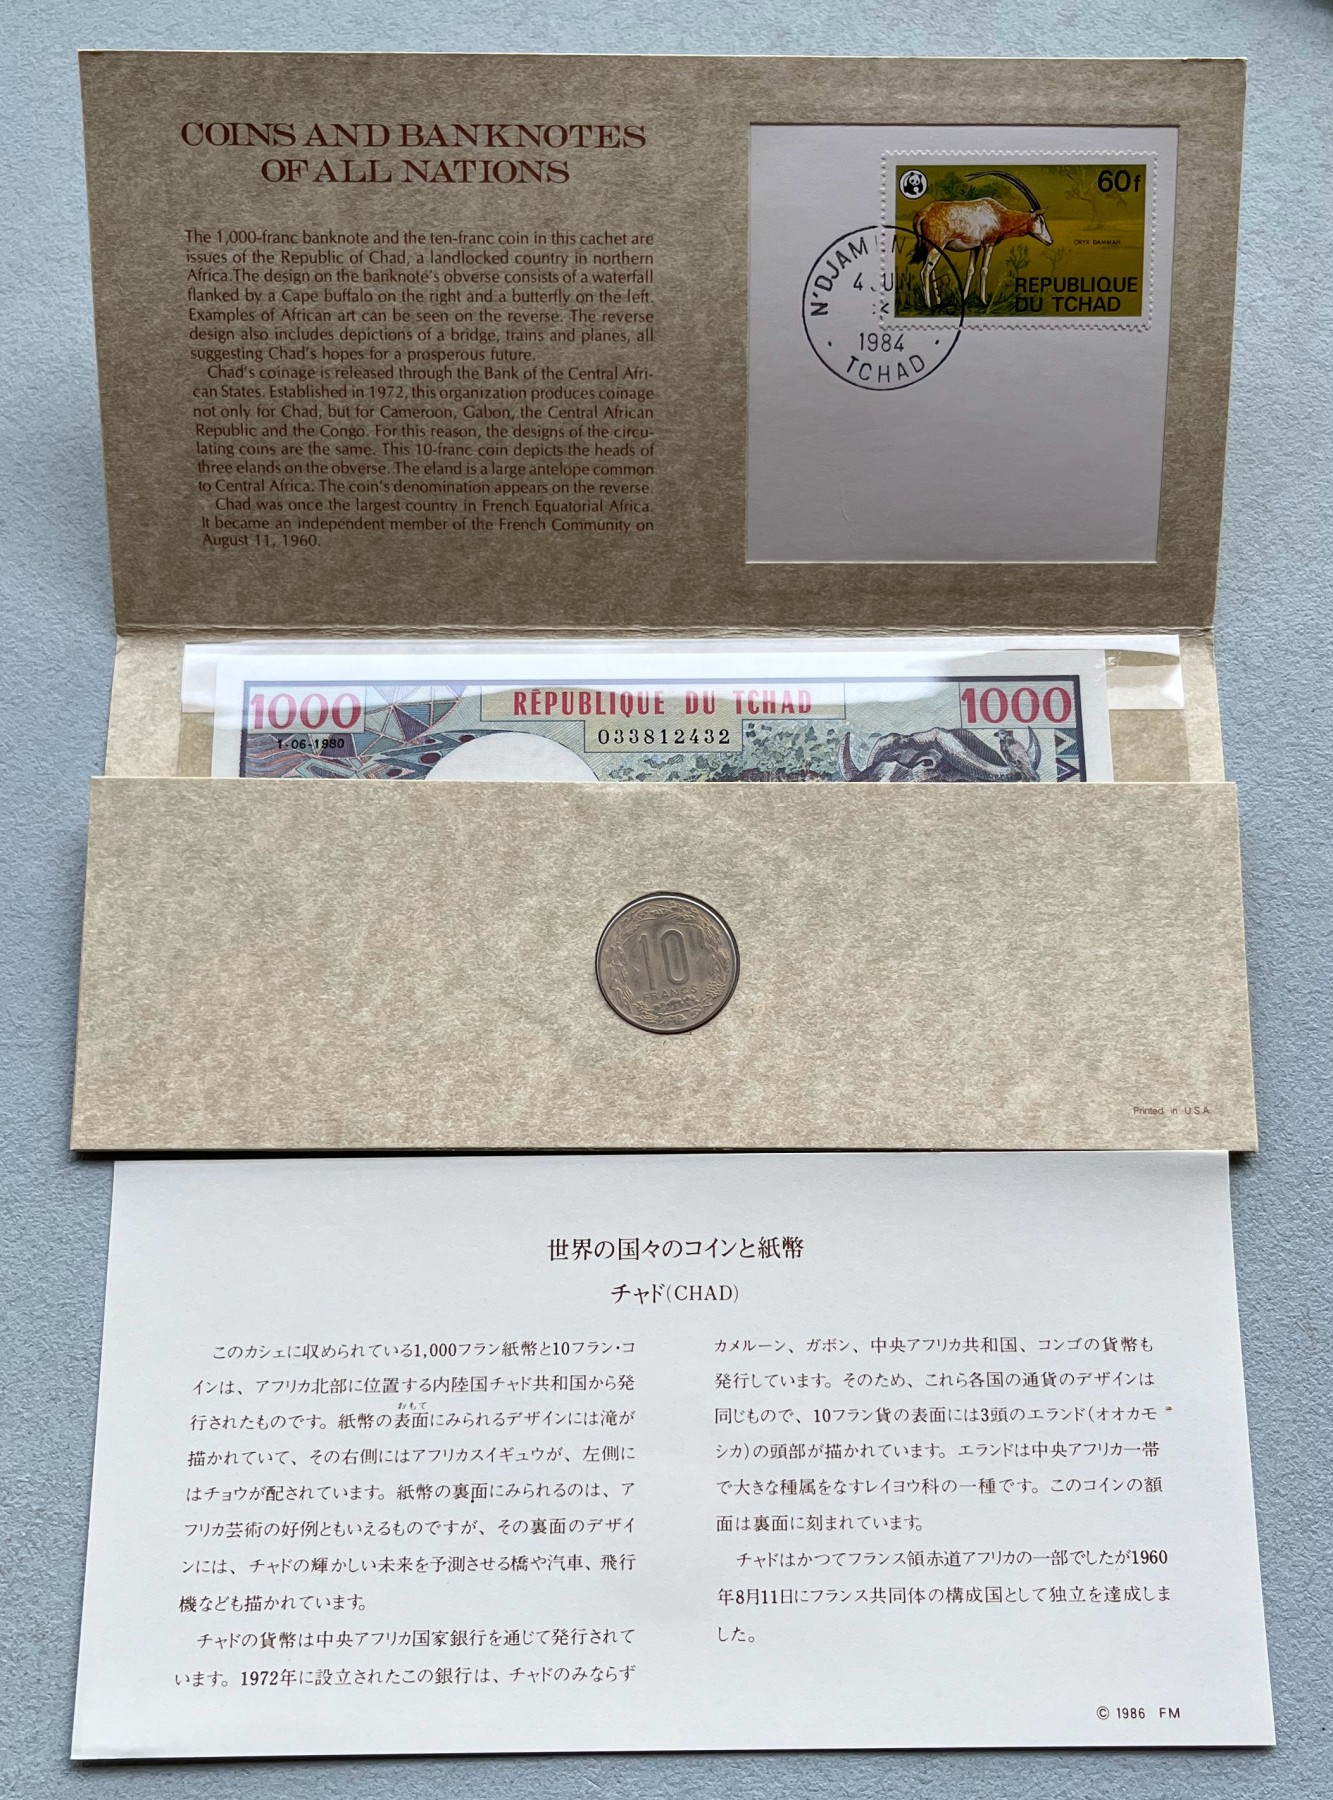 COINS AND BANKNOTES
OF ALL NATIONS
The 1,000-franc banknote and the ten-franc coin in this cachet are
issues of the Republic of Chad, a landlocked country in northern
Africa. The design on the banknote's obverse consists of a waterfall
flanked by a Cape buffalo on the right and a butterfly on the left.
Examples of African art can be seen on the reverse. The reverse
design also includes depictions of a bridge, trains and planes, all
suggesting Chad's hopes for a prosperous future.
Chad's coinage is released through the Bank of the Central Afri-
can States. Established in 1972, this organization produces coinage
not only for Chad, but for Cameroon, Gabon, the Central African
Republic and the Congo. For this reason, the designs of the circu-
lating coins are the same. This 10-franc coin depicts the heads of
three elands on the obverse. The eland is a large antelope common
to Central Africa. The coin's denomination appears on the reverse.
Chad was once the largest country in French Equatorial Africa.
It became an independent member of the French Community on
August 11, 1960.
60f
ORYX DAMMAH
REPUBLIQUE
DU TCHAD
N'DJAMENA
4 JUN
1984
TCHAD
1000
RÉPUBLIQUE DU TCHAD
1000
1-06-1980
033812432
10
FRANCS
Printed in U.S.A.
世界の国々のコインと紙幣
チャド(CHAD)
このカシェに収められている1,000フラン紙幣と10フラン・コ
インは、アフリカ北部に位置する内陸国チャド共和国から発
おもて
行されたものです。紙幣の表面にみられるデザインには滝が
描かれていて、その右側にはアフリカスイギュウが、左側に
はチョウが配されています。紙幣の裏面にみられるのは、ア
フリカ芸術の好例ともいえるものですが、その裏面のデザイ
ンには、チャドの輝かしい未来を予測させる橋や汽車、飛行
機なども描かれています。
チャドの貨幣は中央アフリカ国家銀行を通じて発行されて
います。1972年に設立されたこの銀行は、チャドのみならず
カメルーン、ガボン、中央アフリカ共和国、コンゴの貨幣も
発行しています。そのため、これら各国の通貨のデザインは
同じもので、10フラン貨の表面には3頭のエランド(オオカモ
シカ)の頭部が描かれています。エランドは中央アフリカ一帯
で大きな種属をなすレイヨウ科の一種です。このコインの額
面は裏面に刻まれています。
チャドはかつてフランス領赤道アフリカの一部でしたが1960
年8月11日にフランス共同体の構成国として独立を達成しま
した。
© 1986 FM